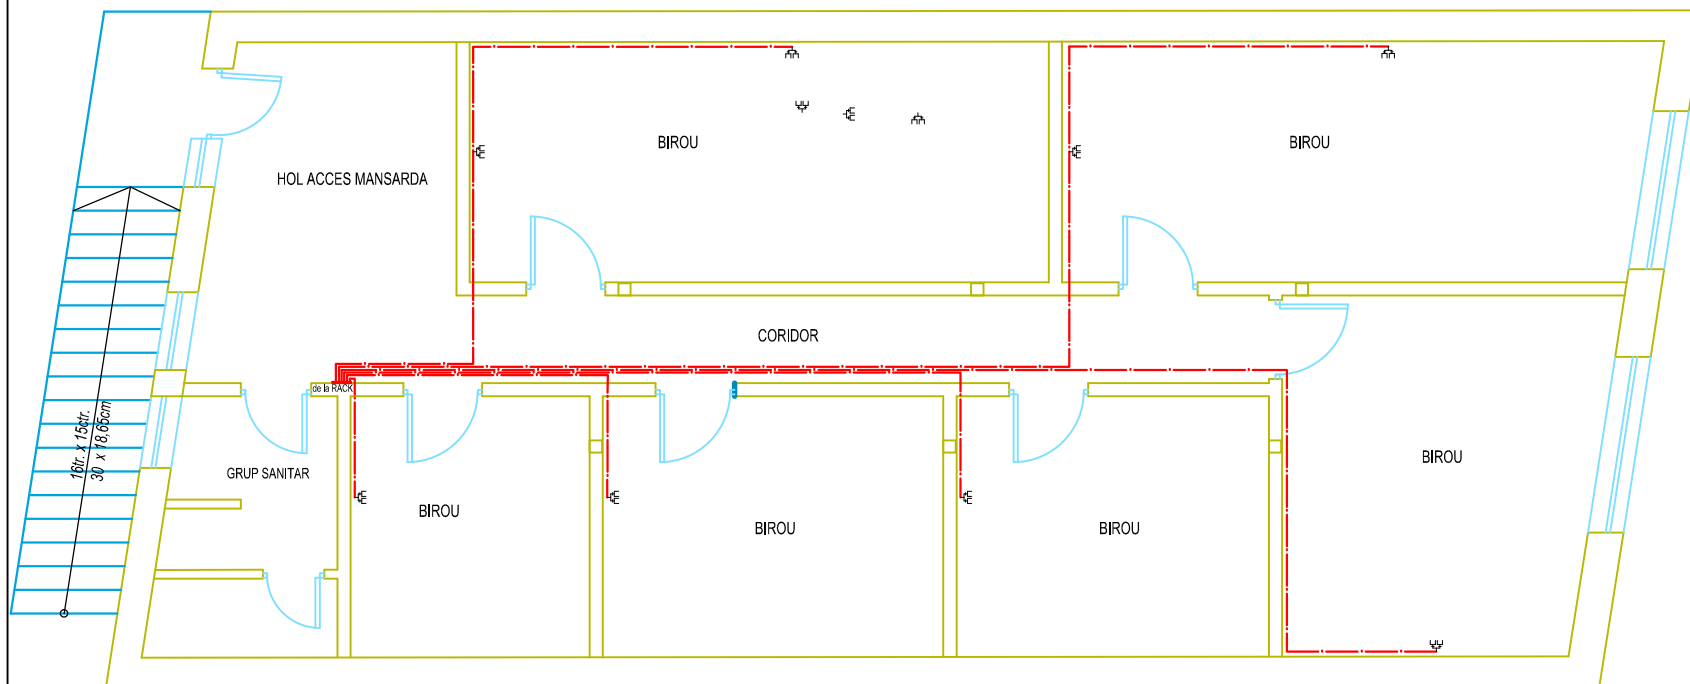 BIROU
BIROU
HOL ACCES MANSARDA
CORIDOR
de la RACK
16tr. x 15ctr.
30 x 18,65cm
GRUP SANITAR
BIROU
BIROU
BIROU
BIROU